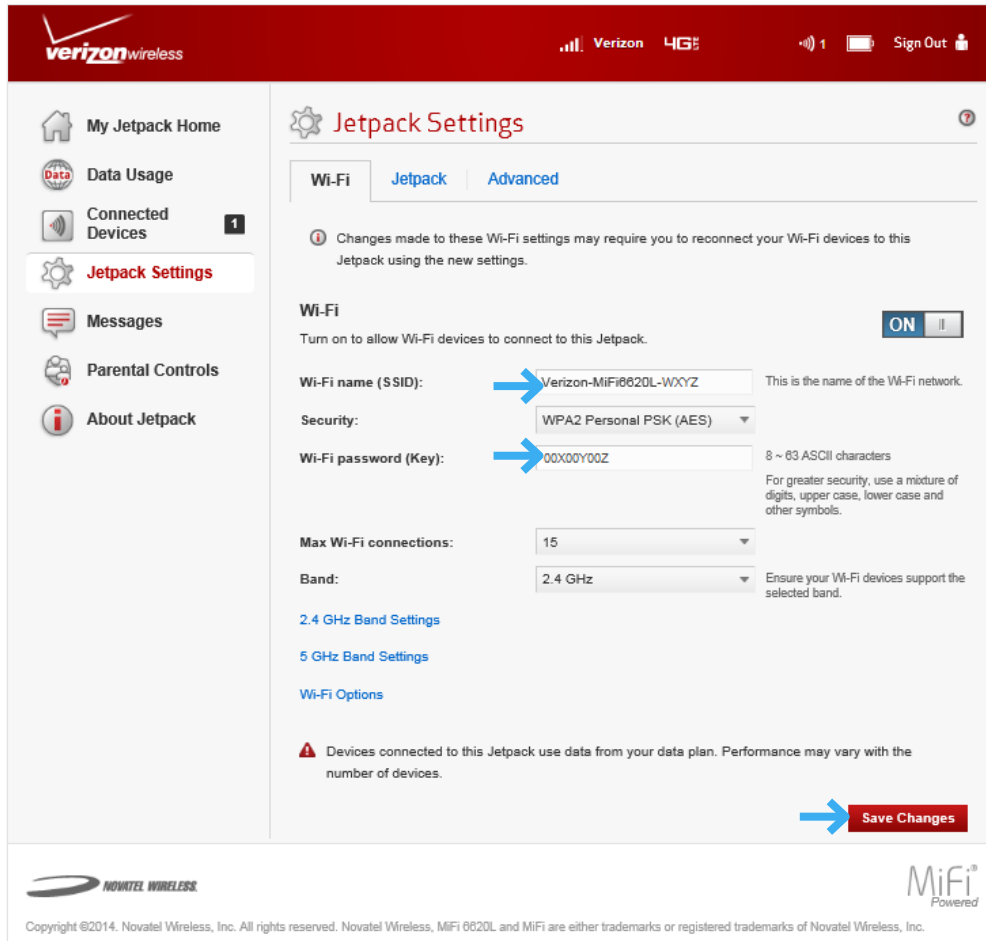 verizonwireless
Verizon 4G LTE
1
Sign Out
My Jetpack Home
Data
Data Usage
Connected
Devices
1
Jetpack Settings
Messages
Parental Controls
About Jetpack
Jetpack Settings
?
Wi-Fi
Jetpack
Advanced
Changes made to these Wi-Fi settings may require you to reconnect your Wi-Fi devices to this
Jetpack using the new settings.
Wi-Fi
Turn on to allow Wi-Fi devices to connect to this Jetpack.
ON
Wi-Fi name (SSID):
Verizon-MiFi6620L-WXYZ
This is the name of the Wi-Fi network.
Security:
WPA2 Personal PSK (AES)
Wi-Fi password (Key):
00X00Y00Z
8 ~ 63 ASCII characters
For greater security, use a mixture of
digits, upper case, lower case and
other symbols.
Max Wi-Fi connections:
15
Band:
2.4 GHz
Ensure your Wi-Fi devices support the
selected band.
2.4 GHz Band Settings
5 GHz Band Settings
Wi-Fi Options
Devices connected to this Jetpack use data from your data plan. Performance may vary with the
number of devices.
Save Changes
NOVATEL WIRELESS.
MiFi®
Powered
Copyright ©2014. Novatel Wireless, Inc. All rights reserved. Novatel Wireless, MiFi 6620L and MiFi are either trademarks or registered trademarks of Novatel Wireless, Inc.